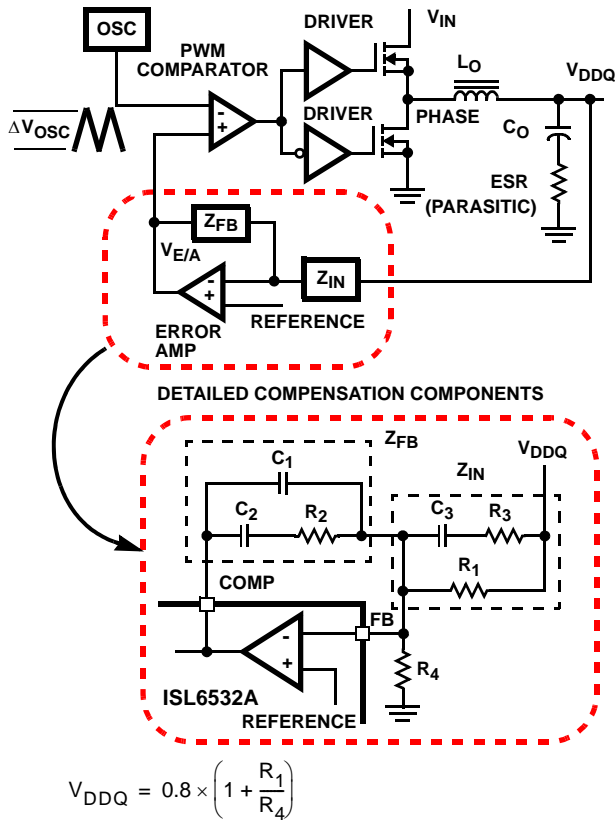 OSC
PWM
COMPARATOR
DRIVER
V_IN
L_O
V_DDQ
ΔV_OSC
-
+
DRIVER
PHASE
C_O
ESR
(PARASITIC)
Z_FB
V_E/A
-
+
Z_IN
REFERENCE
ERROR
AMP
DETAILED COMPENSATION COMPONENTS
Z_FB
V_DDQ
C_1
Z_IN
C_2
R_2
C_3
R_3
R_1
COMP
FB
-
+
R_4
ISL6532A
REFERENCE
V_DDQ = 0.8 × (1 + R_1/R_4)